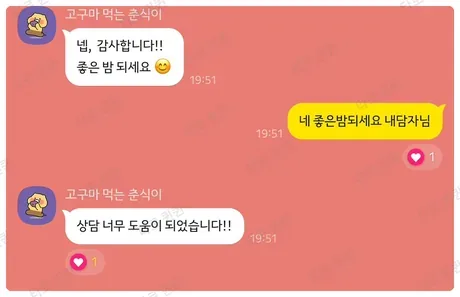 고구마 먹는 춘식이
넵, 감사합니다!!
좋은 밤 되세요 😊
19:51
네 좋은밤되세요 내담자님
19:51
1
고구마 먹는 춘식이
상담 너무 도움이 되었습니다!!
19:51
1